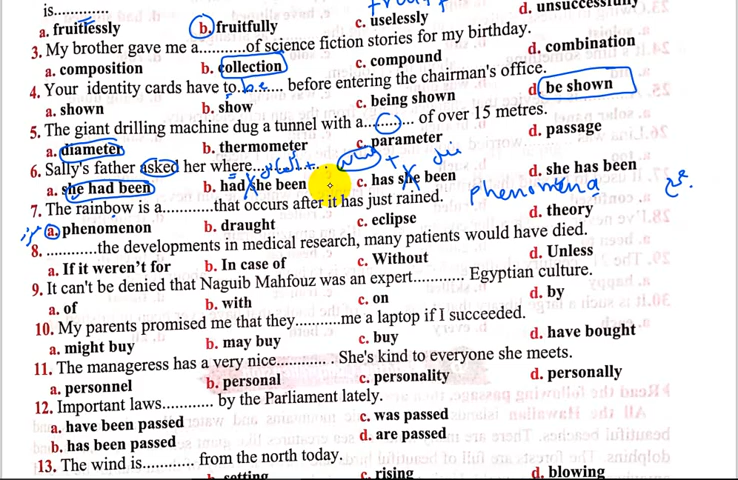 is.............
a. fruitlessly b. fruitfully c. uselessly d. unsuccessfully
3. My brother gave me a..........of science fiction stories for my birthday.
a. composition b. collection c. compound d. combination
4. Your identity cards have to.be.... before entering the chairman's office.
a. shown b. show c. being shown d. be shown
5. The giant drilling machine dug a tunnel with a........... of over 15 metres.
a. diameter b. thermometer c. parameter d. passage
6. Sally's father asked her where
a. she had been b. had she been c. has she been d. she has been
7. The rainbow is a...........that occurs after it has just rained. phenomena
a. phenomenon b. draught c. eclipse d. theory
8. ............the developments in medical research, many patients would have died.
a. If it weren't for b. In case of c. Without d. Unless
9. It can't be denied that Naguib Mahfouz was an expert............ Egyptian culture.
a. of b. with c. on d. by
10. My parents promised me that they..........me a laptop if I succeeded.
a. might buy b. may buy c. buy d. have bought
11. The manageress has a very nice............ . She's kind to everyone she meets.
a. personnel b. personal c. personality d. personally
12. Important laws............ by the Parliament lately.
a. have been passed c. was passed
b. has been passed d. are passed
13. The wind is............ from the north today.
b. setting c. rising d. blowing